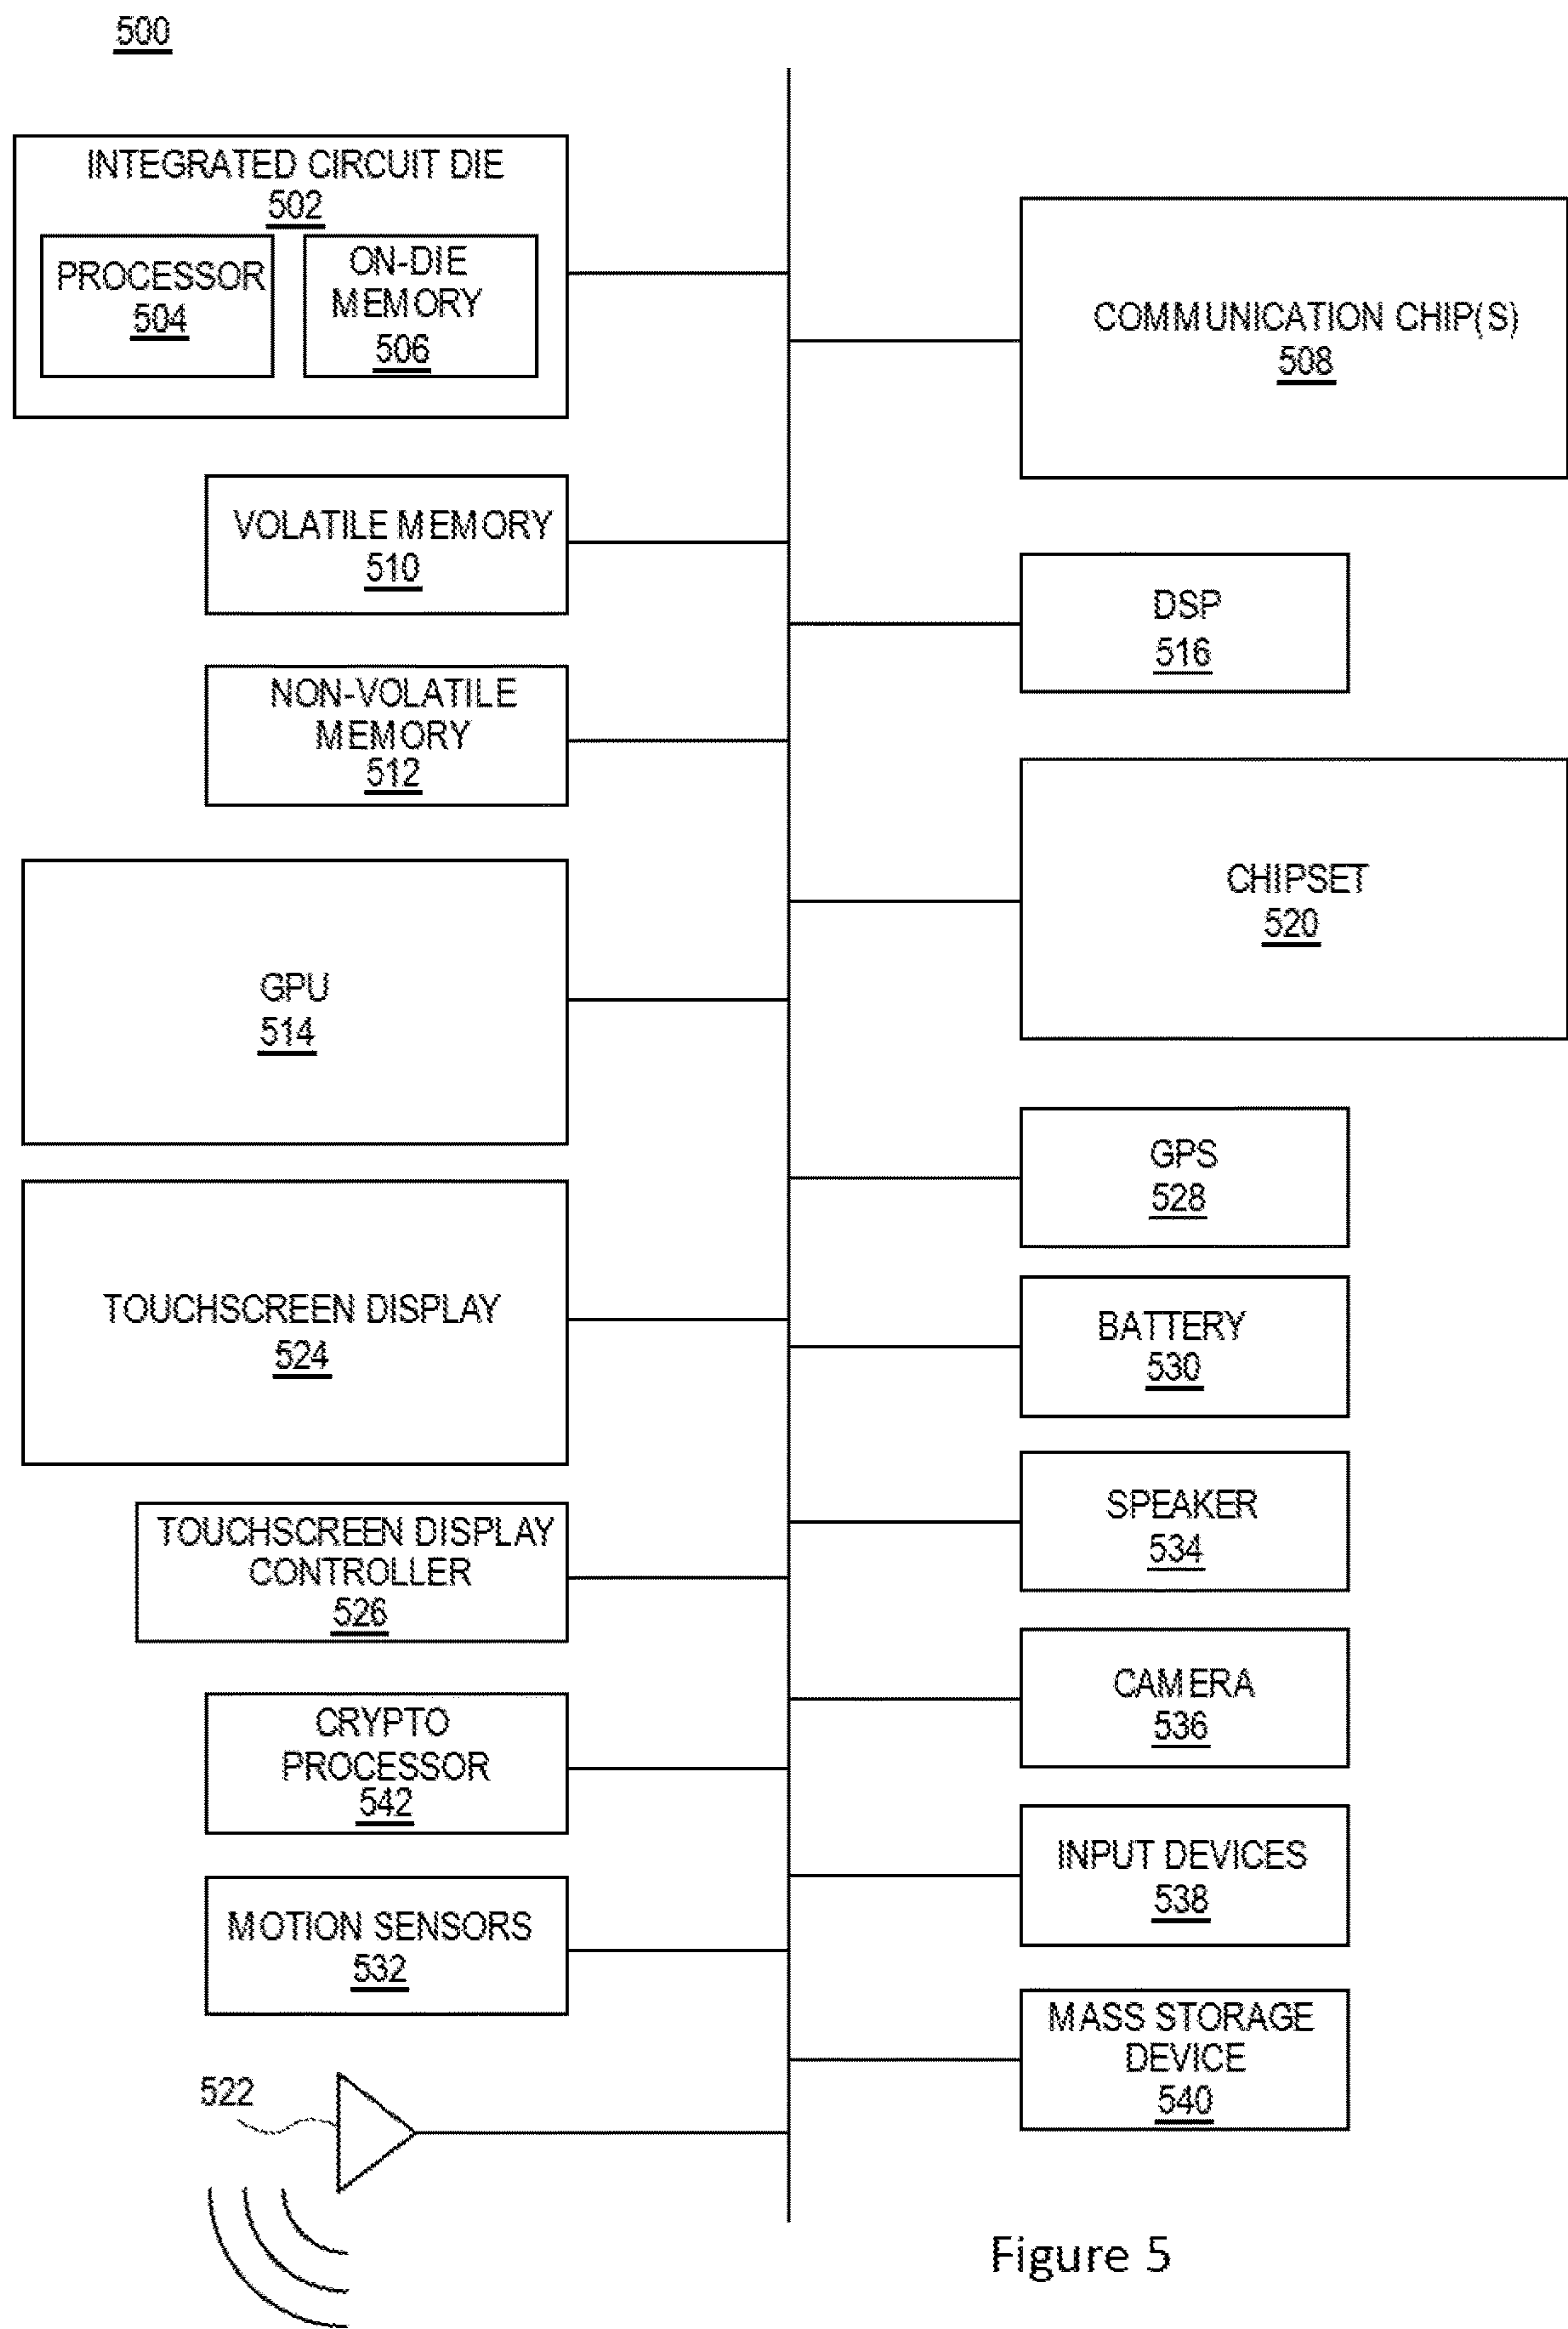 500
INTEGRATED CIRCUIT DIE
502
PROCESSOR
504
ON-DIE
MEMORY
506
VOLATILE MEMORY
510
NON-VOLATILE
MEMORY
512
GPU
514
TOUCHSCREEN DISPLAY
524
TOUCHSCREEN DISPLAY
CONTROLLER
526
CRYPTO
PROCESSOR
542
MOTION SENSORS
532
522
COMMUNICATION CHIP(S)
508
DSP
516
CHIPSET
520
GPS
528
BATTERY
530
SPEAKER
534
CAMERA
536
INPUT DEVICES
538
MASS STORAGE
DEVICE
540
Figure 5